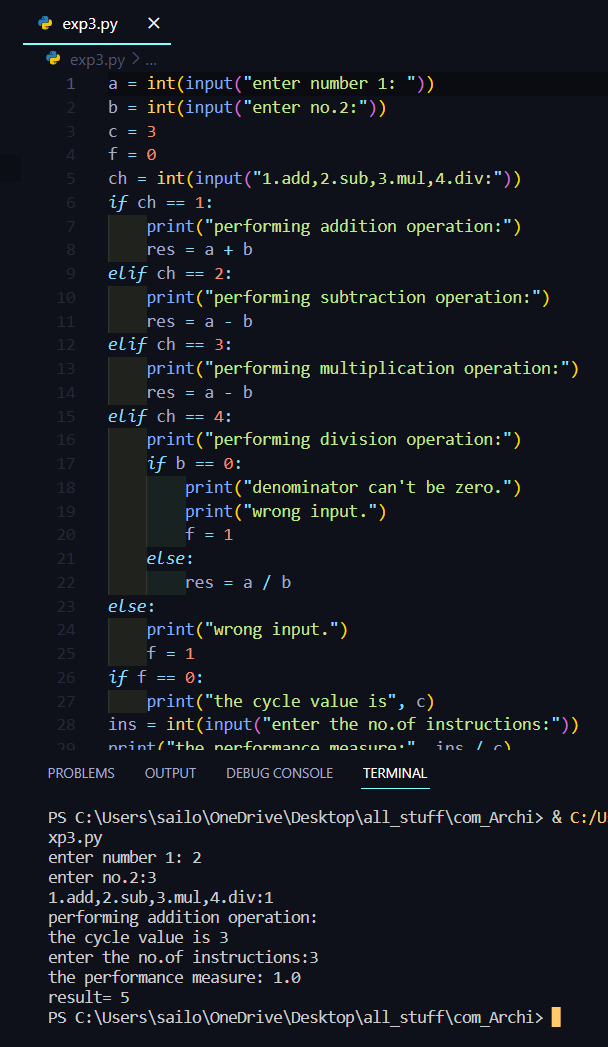 exp3.py ×
exp3.py > ...
1 a = int(input("enter number 1: "))
2 b = int(input("enter no.2:"))
3 c = 3
4 f = 0
5 ch = int(input("1.add,2.sub,3.mul,4.div:"))
6 if ch == 1:
7 print("performing addition operation:")
8 res = a + b
9 elif ch == 2:
10 print("performing subtraction operation:")
11 res = a - b
12 elif ch == 3:
13 print("performing multiplication operation:")
14 res = a - b
15 elif ch == 4:
16 print("performing division operation:")
17 if b == 0:
18 print("denominator can't be zero.")
19 print("wrong input.")
20 f = 1
21 else:
22 res = a / b
23 else:
24 print("wrong input.")
25 f = 1
26 if f == 0:
27 print("the cycle value is", c)
28 ins = int(input("enter the no.of instructions:"))
29 print("the performance measure:", ins / c)
PROBLEMS OUTPUT DEBUG CONSOLE TERMINAL
PS C:\Users\sailo\OneDrive\Desktop\all_stuff\com_Archi> & C:/U
xp3.py
enter number 1: 2
enter no.2:3
1.add,2.sub,3.mul,4.div:1
performing addition operation:
the cycle value is 3
enter the no.of instructions:3
the performance measure: 1.0
result= 5
PS C:\Users\sailo\OneDrive\Desktop\all_stuff\com_Archi>